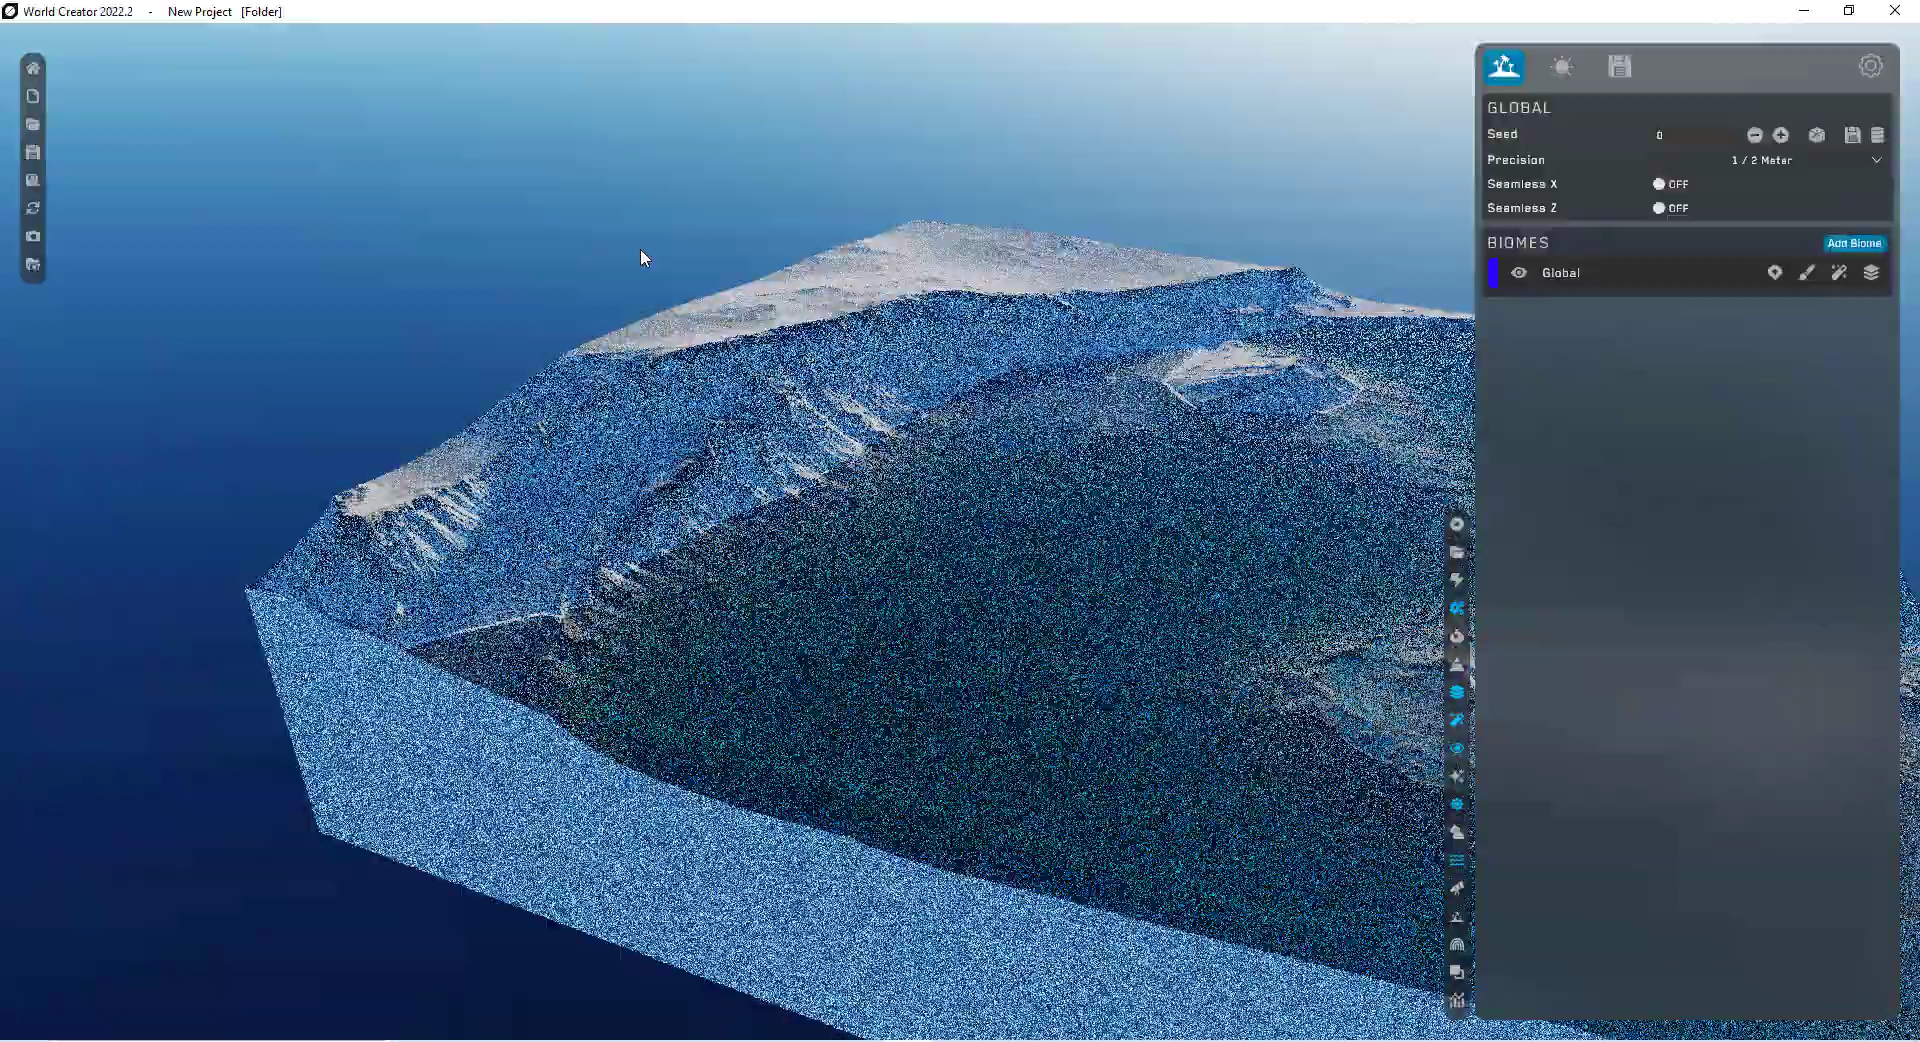 World Creator 2022.2 - New Project [Folder]
GLOBAL
Seed 0
Precision 1 / 2 Meter
Seamless X OFF
Seamless Z OFF
BIOMES Add Biome
Global